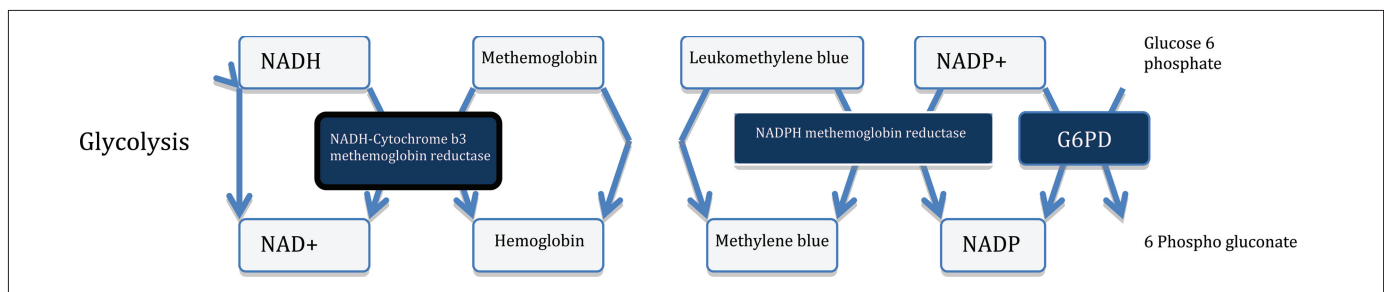 NADH
Methemoglobin
Leukomethylene blue
NADP+
Glucose 6
phosphate
Glycolysis
NADH-Cytochrome b3
methemoglobin reductase
NADPH methemoglobin reductase
G6PD
NAD+
Hemoglobin
Methylene blue
NADP
6 Phospho gluconate